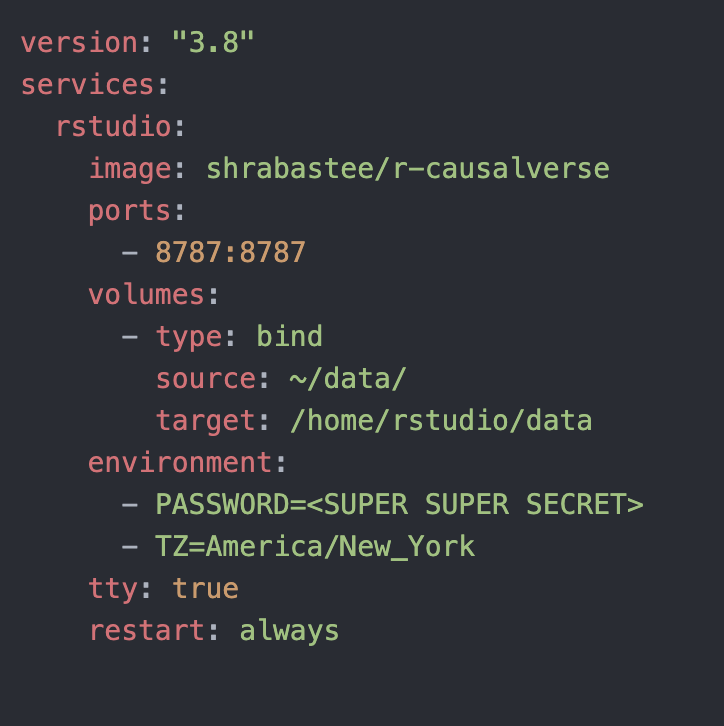 version: "3.8"
services:
  rstudio:
    image: shrabastee/r-causalverse
    ports:
      - 8787:8787
    volumes:
      - type: bind
        source: ~/data/
        target: /home/rstudio/data
    environment:
      - PASSWORD=<SUPER SUPER SECRET>
      - TZ=America/New_York
    tty: true
    restart: always